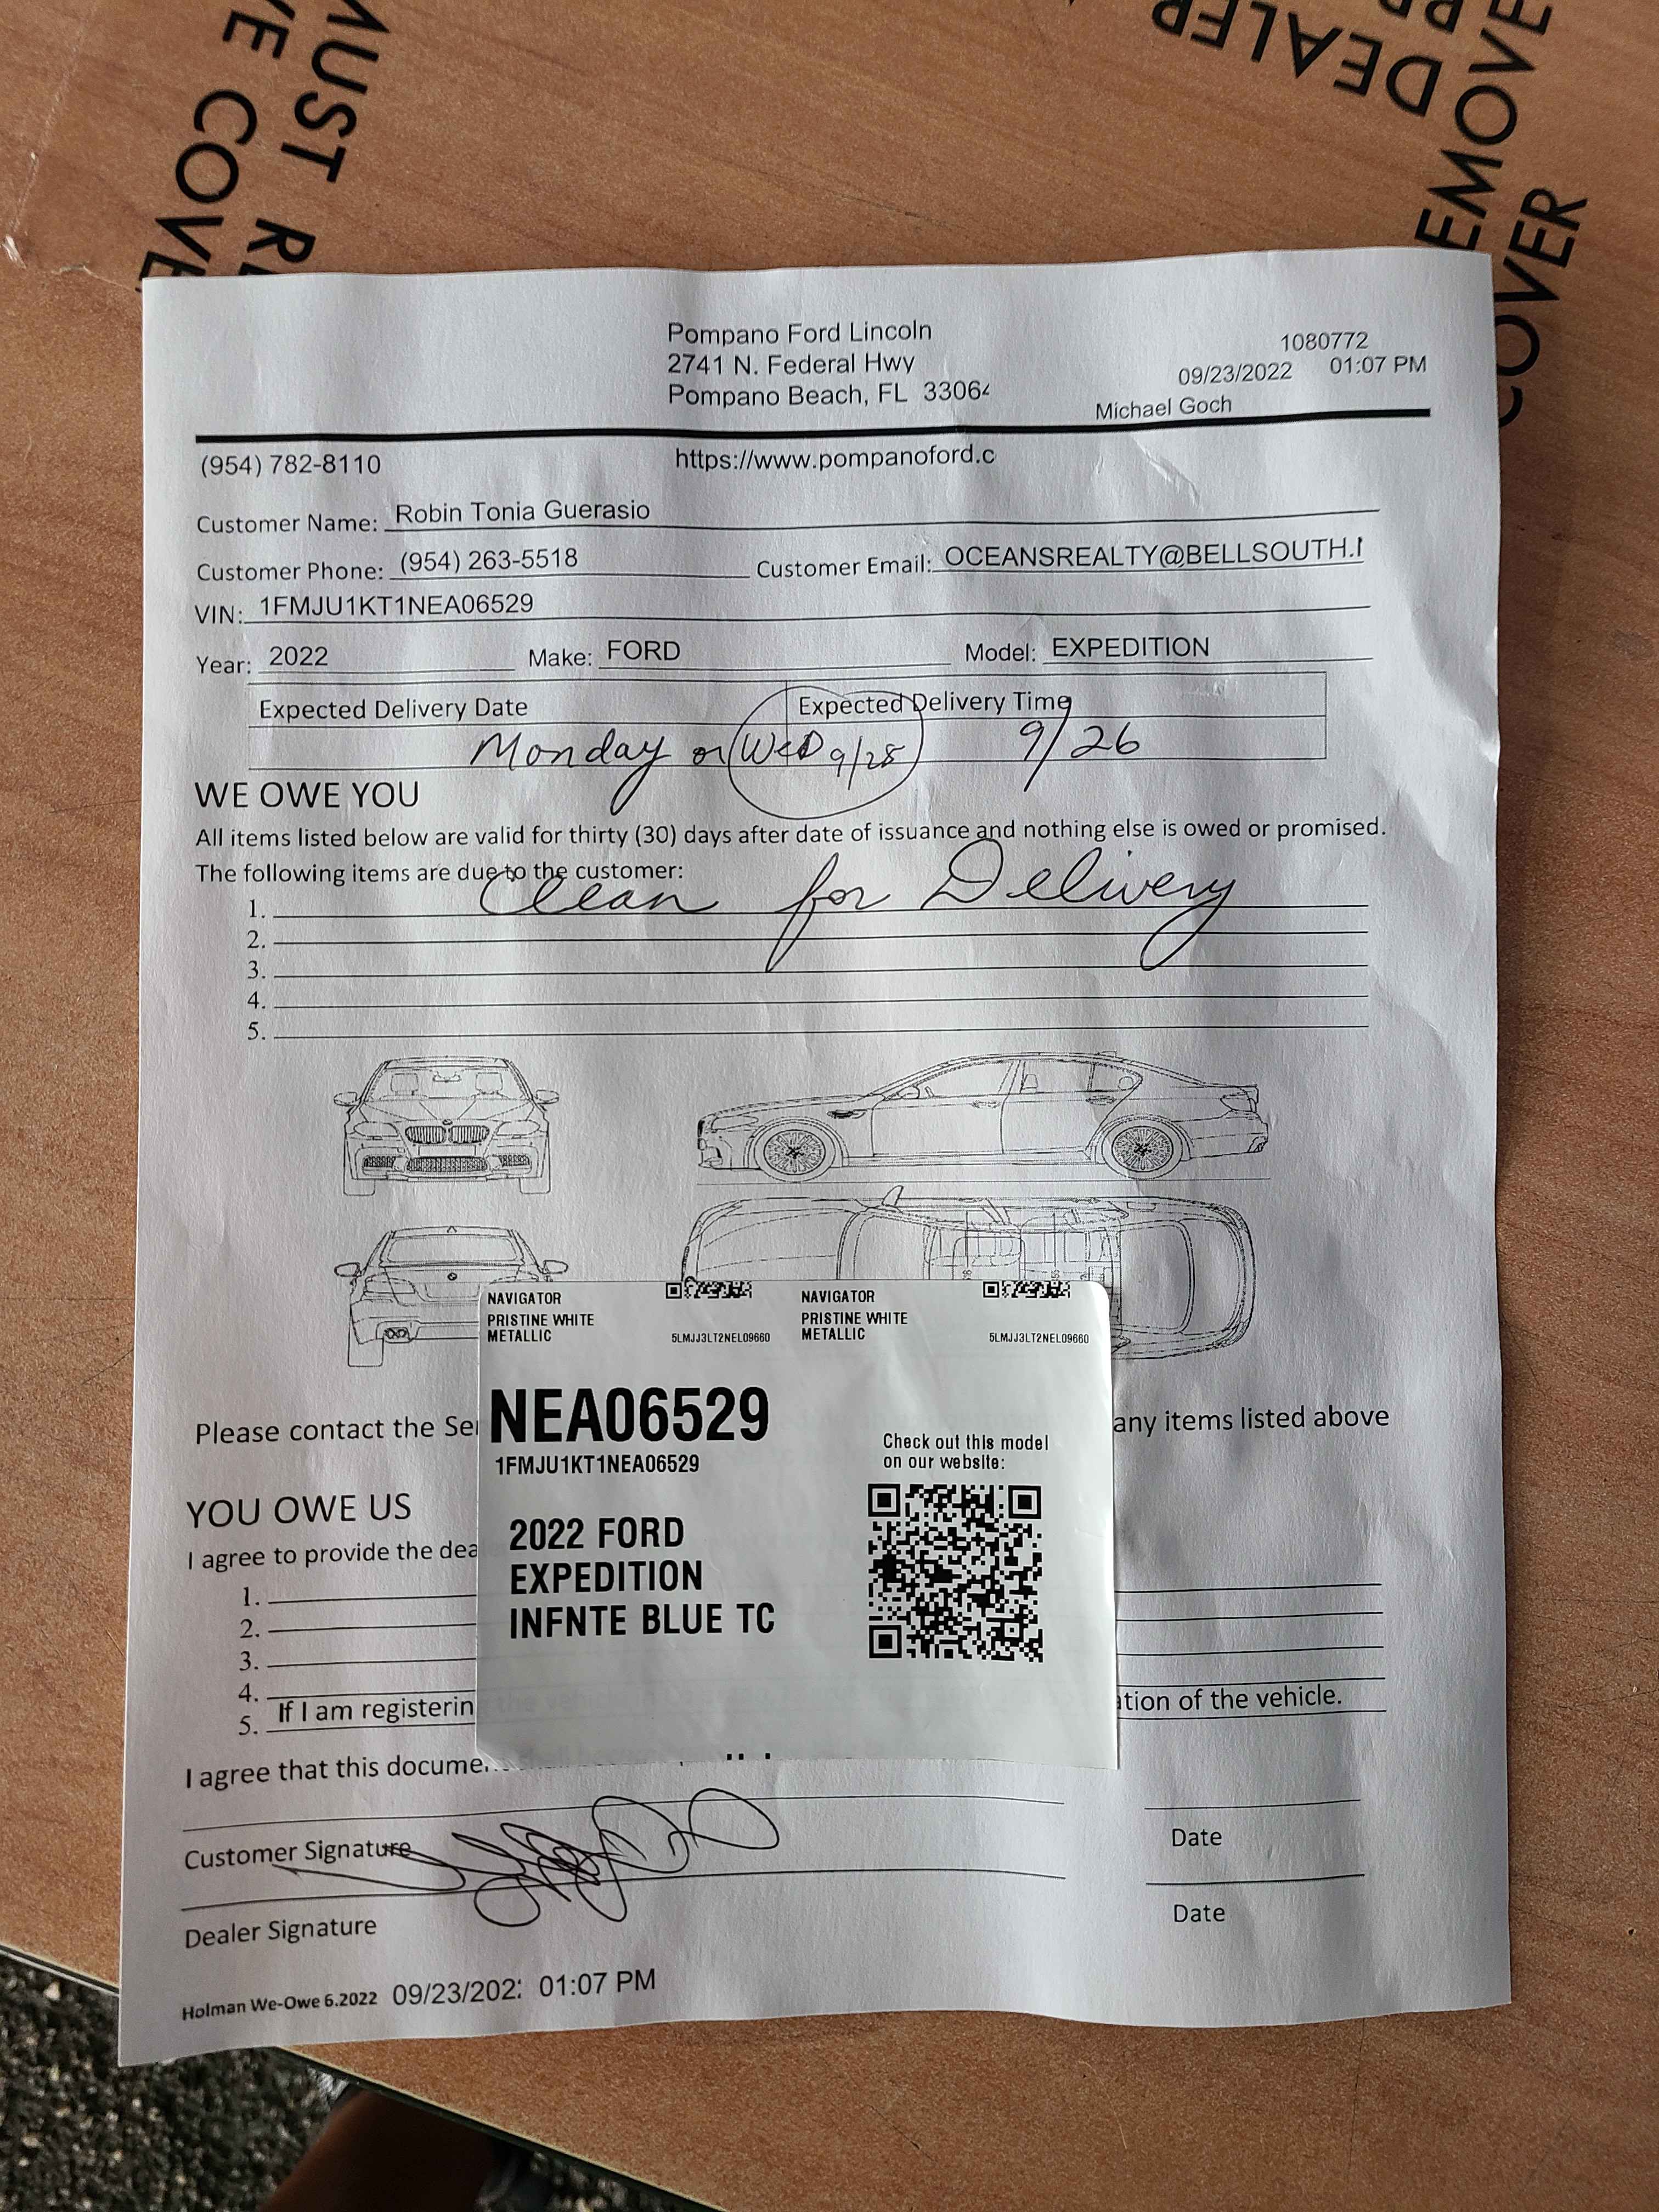 MUST R
VE COVE
DEALER
DEALER
EMOVE
COVER
Pompano Ford Lincoln
2741 N. Federal Hwy
Pompano Beach, FL 33064
1080772
09/23/2022 01:07 PM
Michael Goch
(954) 782-8110 https://www.pompanoford.c
Customer Name: Robin Tonia Guerasio
Customer Phone: (954) 263-5518 Customer Email: OCEANSREALTY@BELLSOUTH.
VIN: 1FMJU1KT1NEA06529
Year: 2022 Make: FORD Model: EXPEDITION
Expected Delivery Date Expected Delivery Time
Monday or WED 9/28 9/26
WE OWE YOU
All items listed below are valid for thirty (30) days after date of issuance and nothing else is owed or promised.
The following items are due to the customer:
1. Clean for Delivery
2.
3.
4.
5.
NAVIGATOR
PRISTINE WHITE
METALLIC 5LMJJ3LT2NEL09660
NAVIGATOR
PRISTINE WHITE
METALLIC 5LMJJ3LT2NEL09660
NEA06529
1FMJU1KT1NEA06529
2022 FORD
EXPEDITION
INFNTE BLUE TC
Check out this model
on our website:
Please contact the Se any items listed above
YOU OWE US
I agree to provide the dea
1.
2.
3.
4.
5. If I am registerin ation of the vehicle.
I agree that this docume
Customer Signature Date
Dealer Signature Date
Holman We-Owe 6.2022 09/23/202 01:07 PM